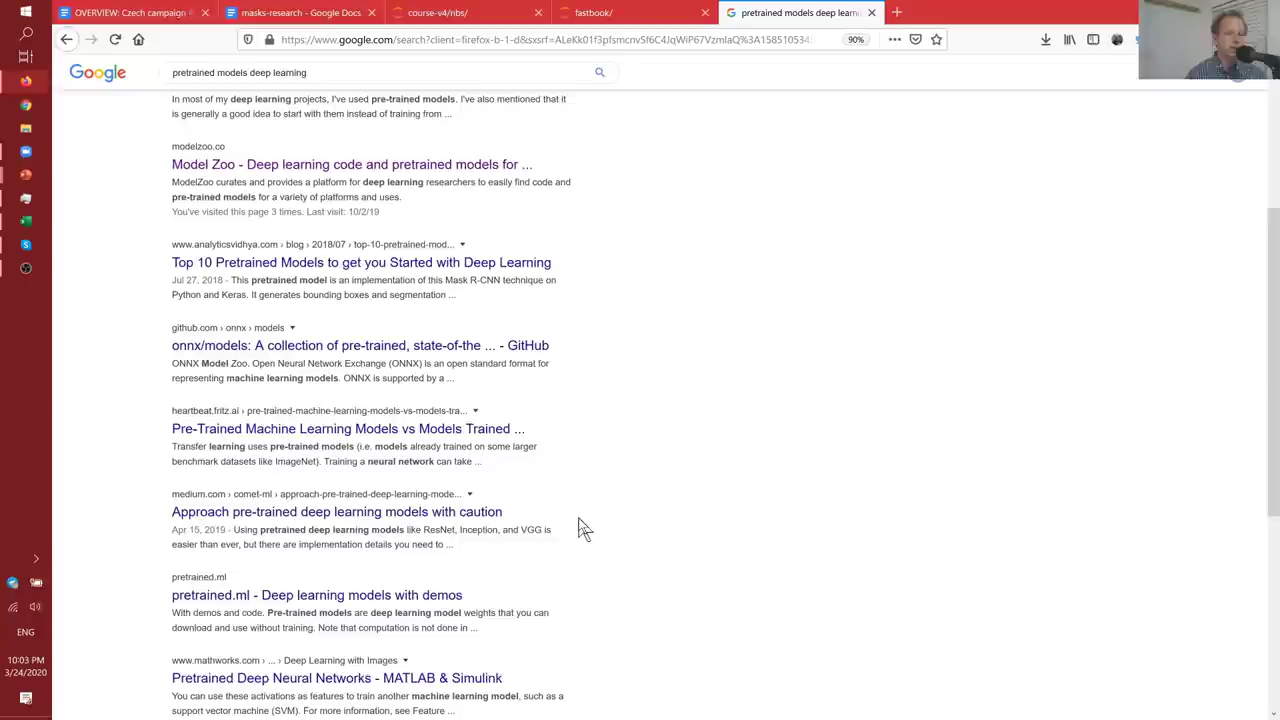 Czech campaign
mask-research - Google Docs
course-v4/nbs/
fastbook/
pretrained models deep learni
https://www.google.com/search?client=firefox-b-1-d&sxsrf=ALeKk01f3pfsmcnvSf6C4JqWiP67VzmlaQ%3A1585105345
90%
Google
pretrained models deep learning
In most of my deep learning projects, I've used pre-trained models. I've also mentioned that it
is generally a good idea to start with them instead of training from ...
modelzoo.co
Model Zoo - Deep learning code and pretrained models for ...
ModelZoo curates and provides a platform for deep learning researchers to easily find code and
pre-trained models for a variety of platforms and uses.
You've visited this page 3 times. Last visit: 10/2/19
www.analyticsvidhya.com › blog › 2018/07 › top-10-pretrained-mod...
Top 10 Pretrained Models to get you Started with Deep Learning
Jul 27, 2018 - This pretrained model is an implementation of this Mask R-CNN technique on
Python and Keras. It generates bounding boxes and segmentation ...
github.com › onnx › models
onnx/models: A collection of pre-trained, state-of-the ... - GitHub
ONNX Model Zoo. Open Neural Network Exchange (ONNX) is an open standard format for
representing machine learning models. ONNX is supported by a ...
heartbeat.fritz.ai › pre-trained-machine-learning-models-vs-models-tra...
Pre-Trained Machine Learning Models vs Models Trained ...
Transfer learning uses pre-trained models (i.e. models already trained on some larger
benchmark datasets like ImageNet). Training a neural network can take ...
medium.com › comet-ml › approach-pre-trained-deep-learning-mode...
Approach pre-trained deep learning models with caution
Apr 15, 2019 - Using pretrained deep learning models like ResNet, Inception, and VGG is
easier than ever, but there are implementation details you need to ...
pretrained.ml
pretrained.ml - Deep learning models with demos
With demos and code. Pre-trained models are deep learning model weights that you can
download and use without training. Note that computation is not done in ...
www.mathworks.com › ... › Deep Learning with Images
Pretrained Deep Neural Networks - MATLAB & Simulink
You can use these activations as features to train another machine learning model, such as a
support vector machine (SVM). For more information, see Feature ...
ENG
10:03 PM
3/24/2020